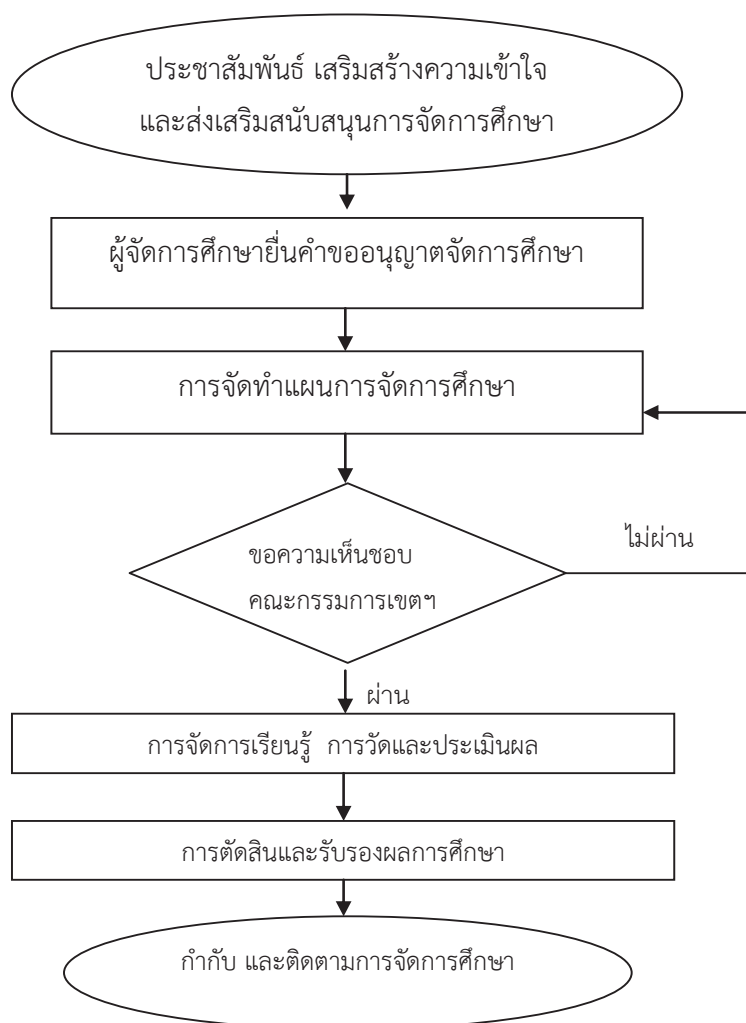 ประชาสัมพันธ์ เสริมสร้างความเข้าใจ
และส่งเสริมสนับสนุนการจัดการศึกษา
ผู้จัดการศึกษายื่นคำขออนุญาตจัดการศึกษา
การจัดทำแผนการจัดการศึกษา
ขอความเห็นชอบ
คณะกรรมการเขตฯ
ไม่ผ่าน
ผ่าน
การจัดการเรียนรู้ การวัดและประเมินผล
การตัดสินและรับรองผลการศึกษา
กำกับ และติดตามการจัดการศึกษา